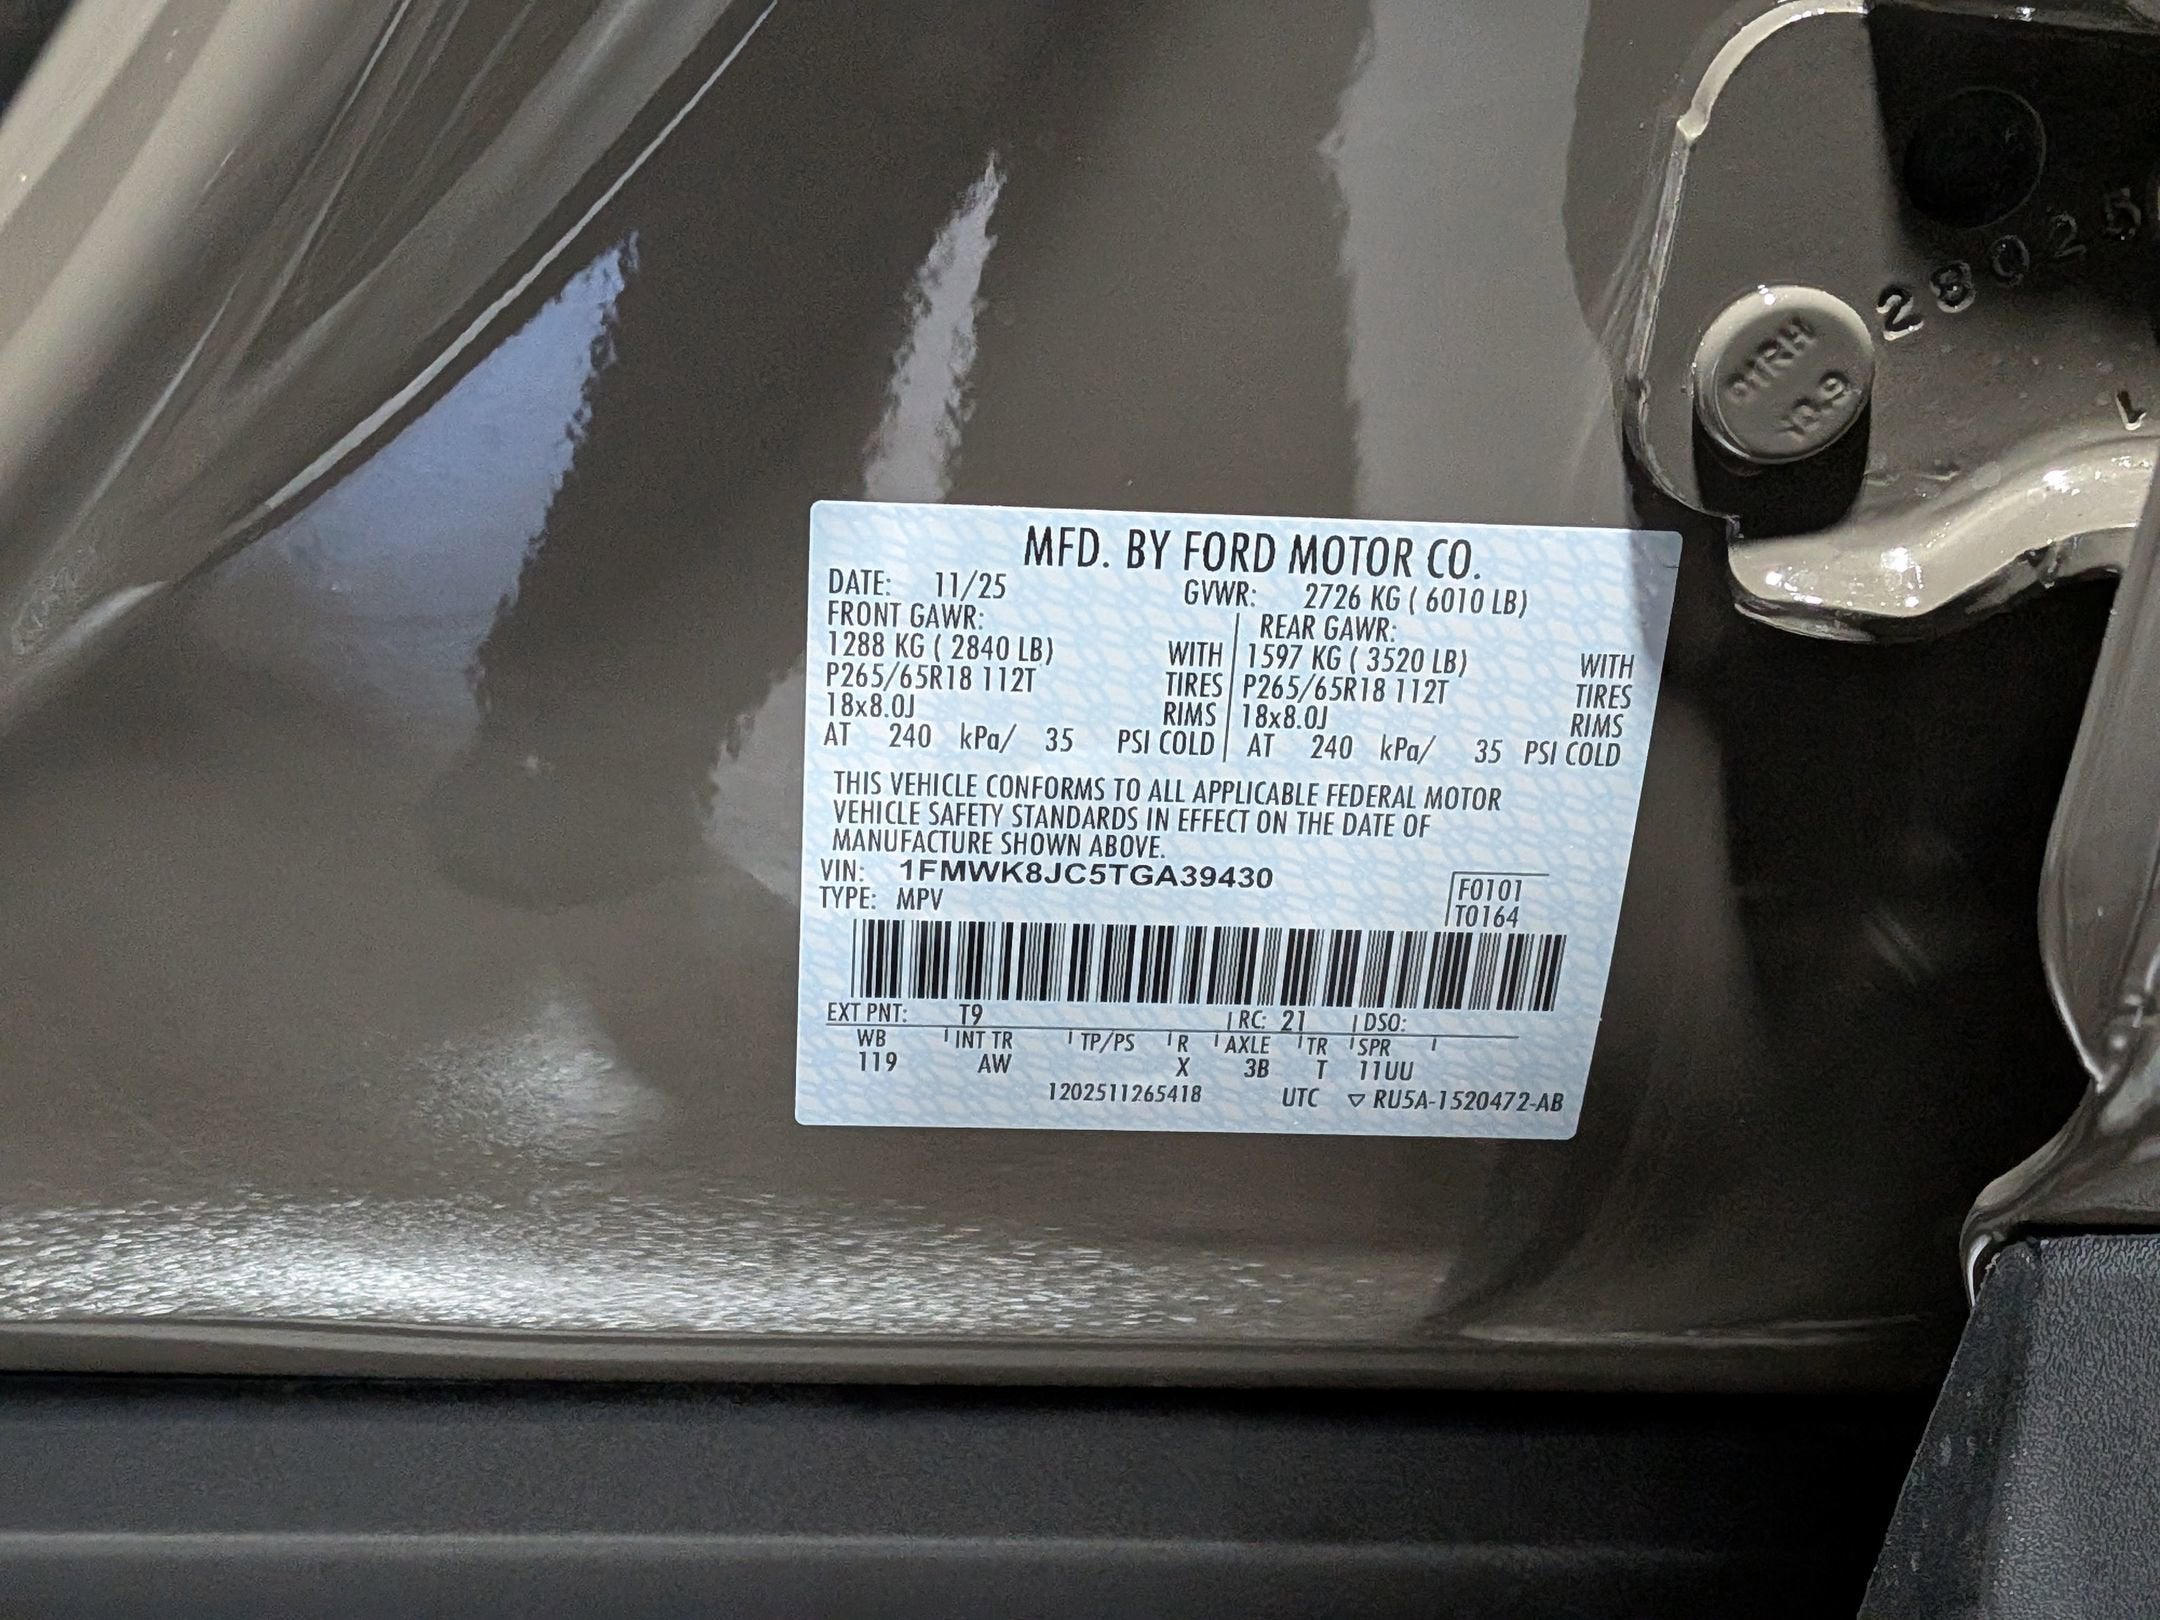 MFD. BY FORD MOTOR CO.
DATE: 11/25 GVWR: 2726 KG ( 6010 LB)
FRONT GAWR: REAR GAWR:
1288 KG ( 2840 LB) WITH 1597 KG ( 3520 LB) WITH
P265/65R18 112T TIRES P265/65R18 112T TIRES
18x8.0J RIMS 18x8.0J RIMS
AT 240 kPa/ 35 PSI COLD AT 240 kPa/ 35 PSI COLD
THIS VEHICLE CONFORMS TO ALL APPLICABLE FEDERAL MOTOR
VEHICLE SAFETY STANDARDS IN EFFECT ON THE DATE OF
MANUFACTURE SHOWN ABOVE.
VIN: 1FMWK8JC5TGA39430
TYPE: MPV
F0101
T0164
EXT PNT: T9 RC: 21 DSO:
WB INT TR TP/PS R AXLE TR SPR
119 AW X 3B T 11UU
1202511265418 UTC ▽ RU5A-1520472-AB
28025